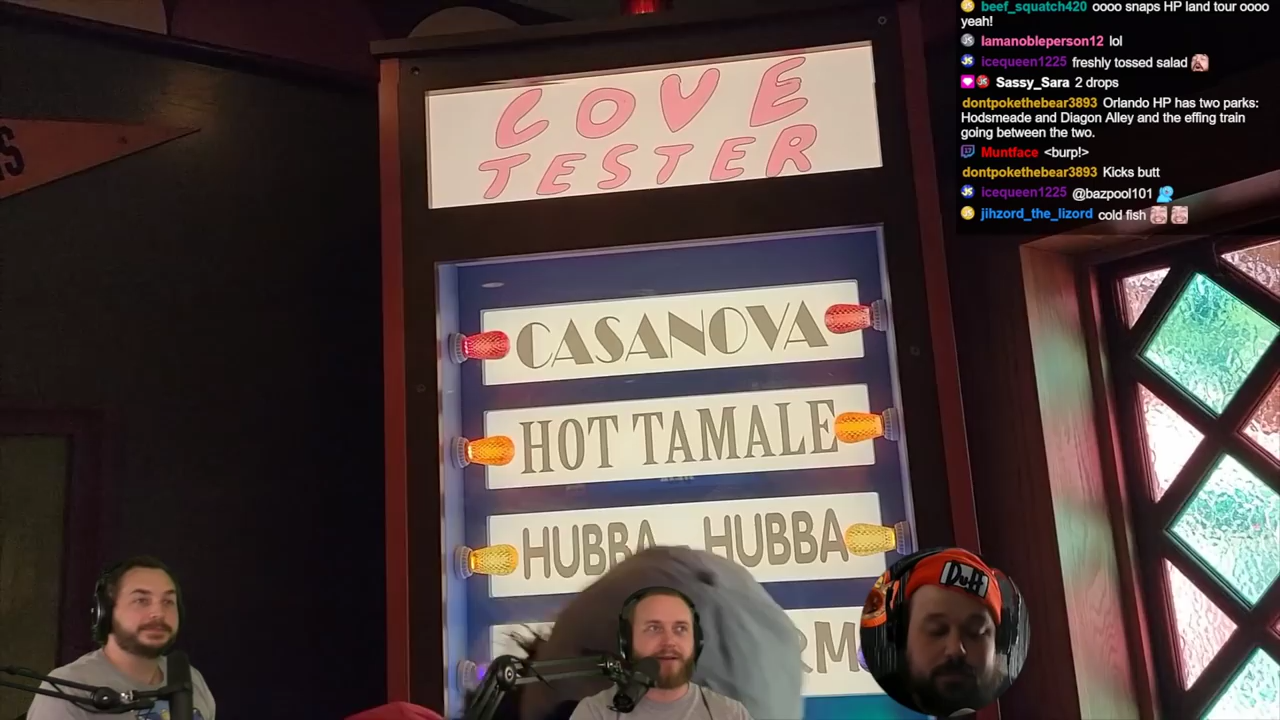 COVE
TESTER
CASANOVA
HOT TAMALE
HUBBA - HUBBA
RM
Duff
beef_squatch420 oooo snaps HP land tour oooo
yeah!
lamanobleperson12 lol
icequeen1225 freshly tossed salad
Sassy_Sara 2 drops
dontpokethebear3893 Orlando HP has two parks:
Hodsmeade and Diagon Alley and the effing train
going between the two.
Muntface <burp!>
dontpokethebear3893 Kicks butt
icequeen1225 @bazpool101
jihzord_the_lizord cold fish